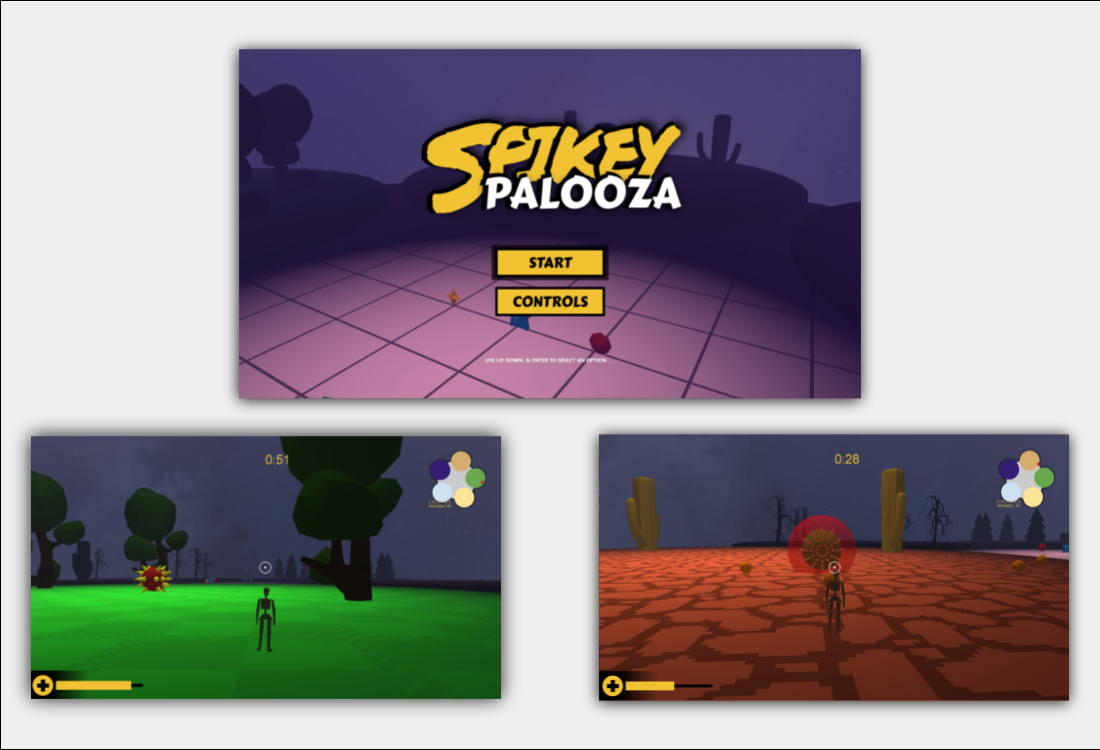 SPIKEY
PALOOZA
START
CONTROLS
USE UP, DOWN, & ENTER TO SELECT AN OPTION
0:51
0:28